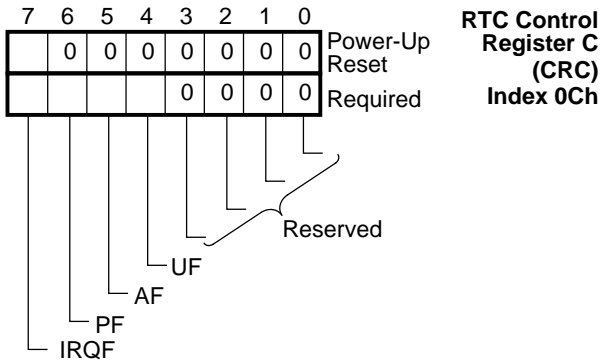 7 6 5 4 3 2 1 0
0 0 0 0 0 0 0 Power-Up
Reset
0 0 0 0 Required
RTC Control
Register C
(CRC)
Index 0Ch
Reserved
UF
AF
PF
IRQF